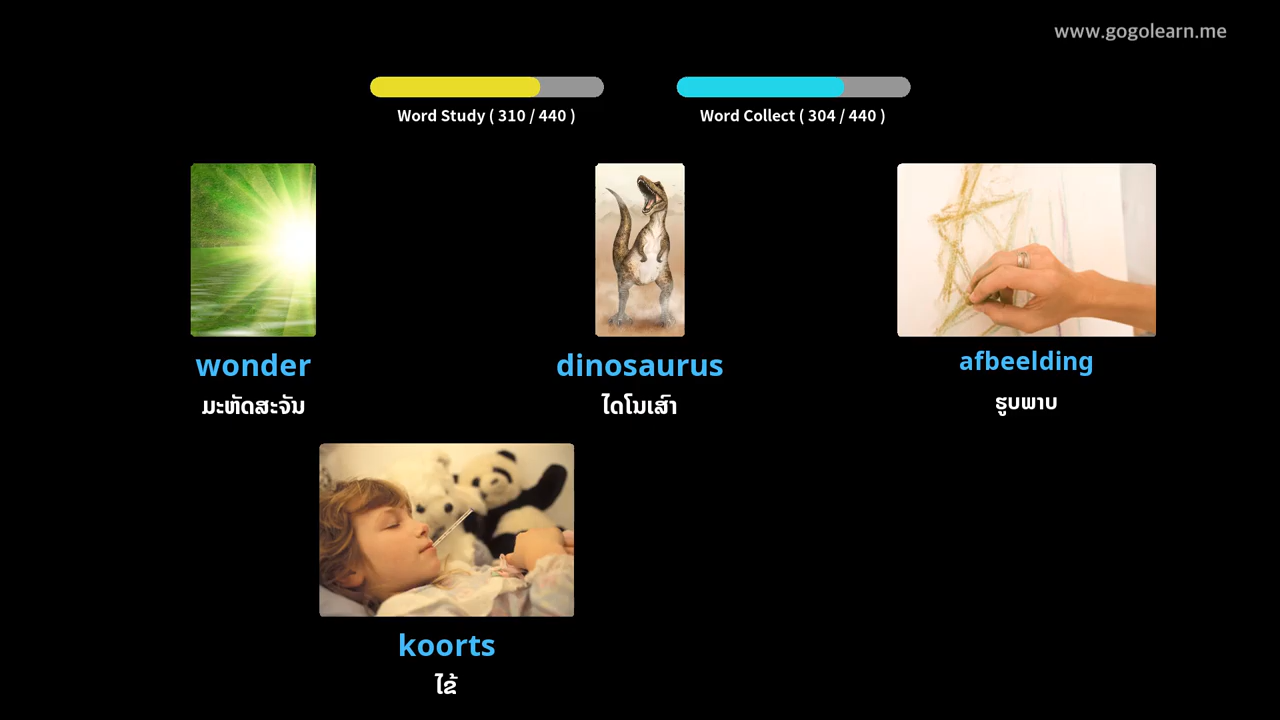 www.gogolearn.me
Word Study ( 310 / 440 )
Word Collect ( 304 / 440 )
wonder
ມະຫັດສະຈັນ
dinosaurus
ໄດໂນເສົາ
afbeelding
ຮູບພາບ
koorts
ໄຂ້